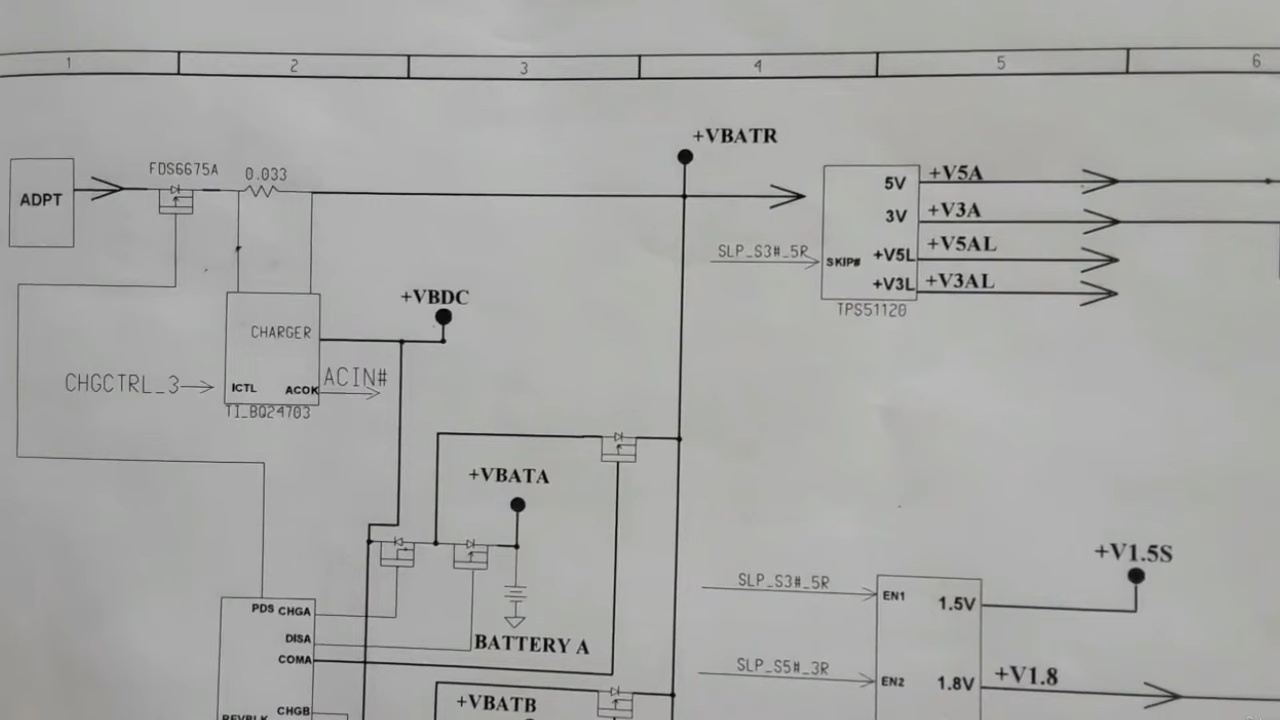 1 2 3 4 5 6
+VBATR
FDS6675A
0.033
ADPT
5V
+V5A
3V
+V3A
SLP_S3#_5R
SKIP#
+V5L
+V5AL
+V3L
+V3AL
TPS51120
+VBDC
CHARGER
CHGCTRL_3
ICTL
ACOK
ACIN#
TI_BQ24703
+VBATA
+V1.5S
SLP_S3#_5R
EN1
1.5V
PDS
CHGA
DISA
COMA
BATTERY A
SLP_S5#_3R
EN2
1.8V
+V1.8
+VBATB
CHGB